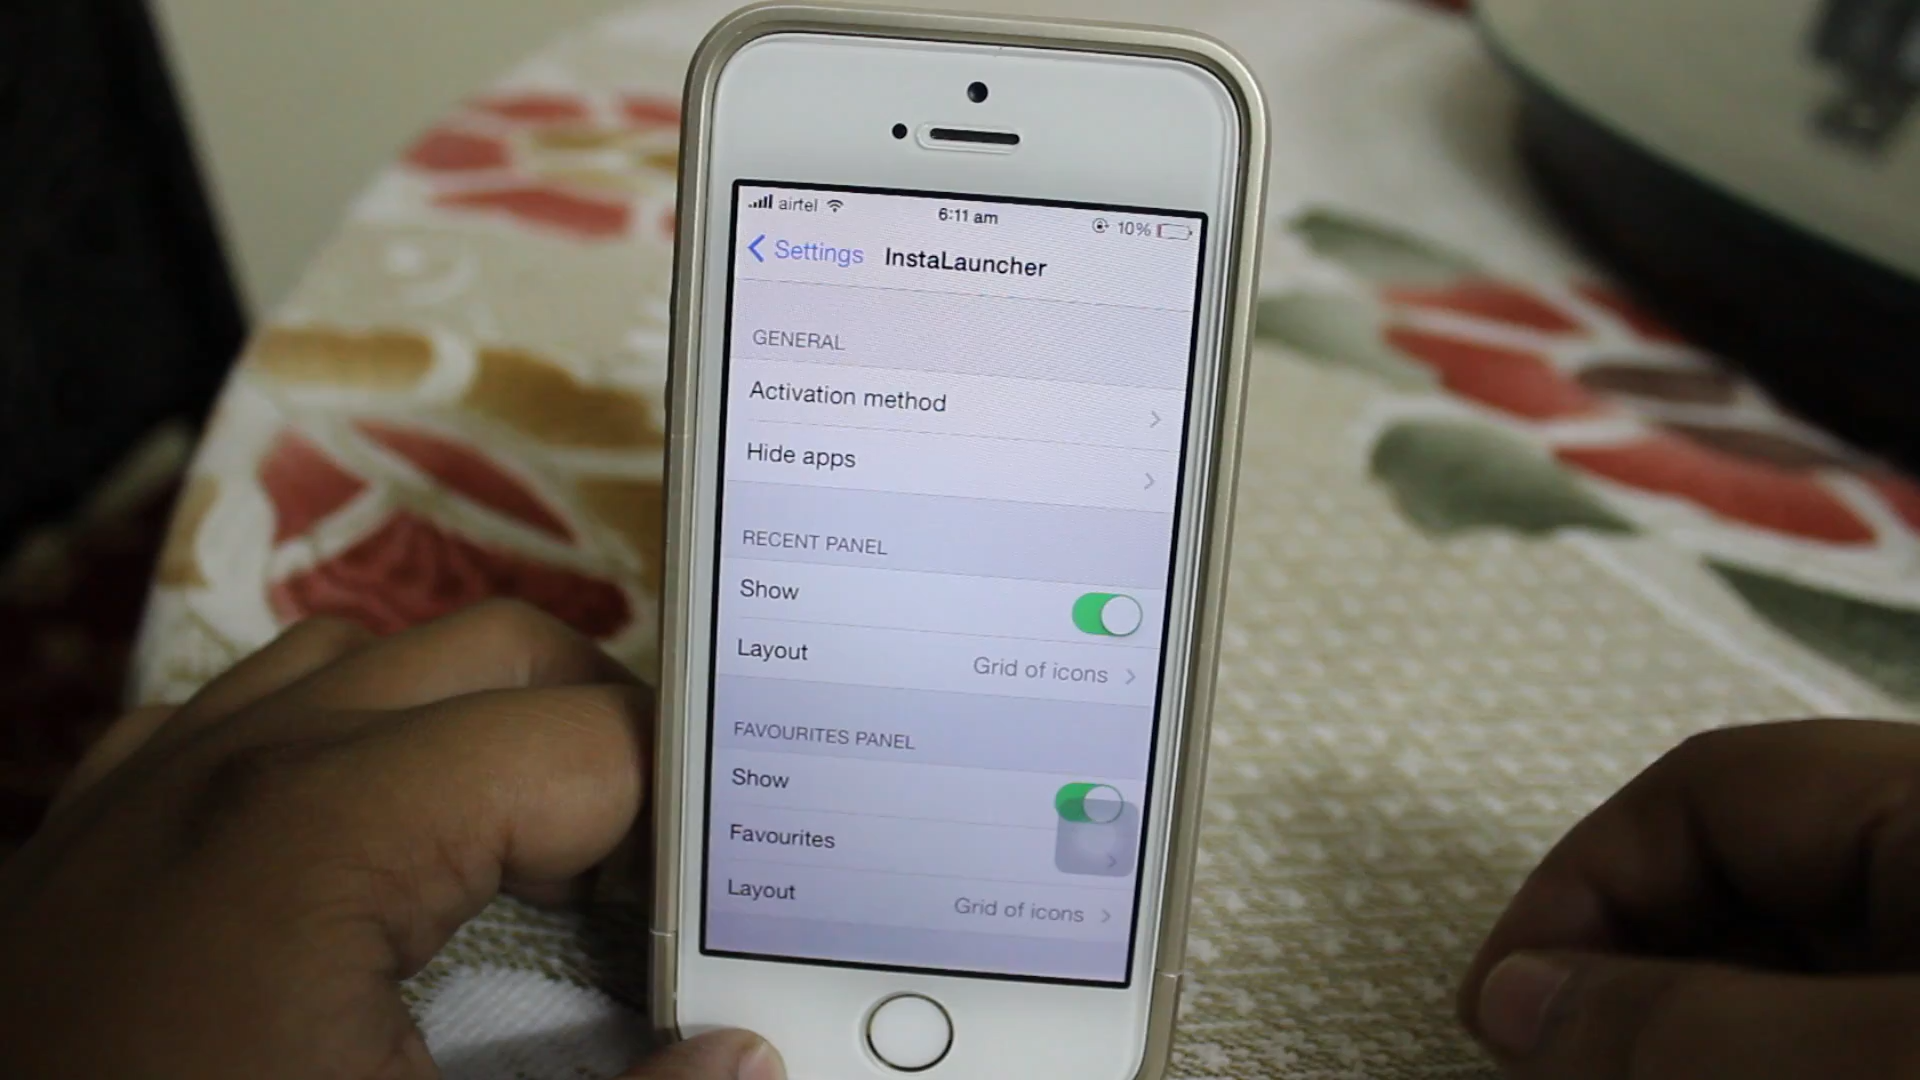 airtel 6:11 am 10%
Settings InstaLauncher
GENERAL
Activation method
Hide apps
RECENT PANEL
Show
Layout Grid of icons
FAVOURITES PANEL
Show
Favourites
Layout Grid of icons